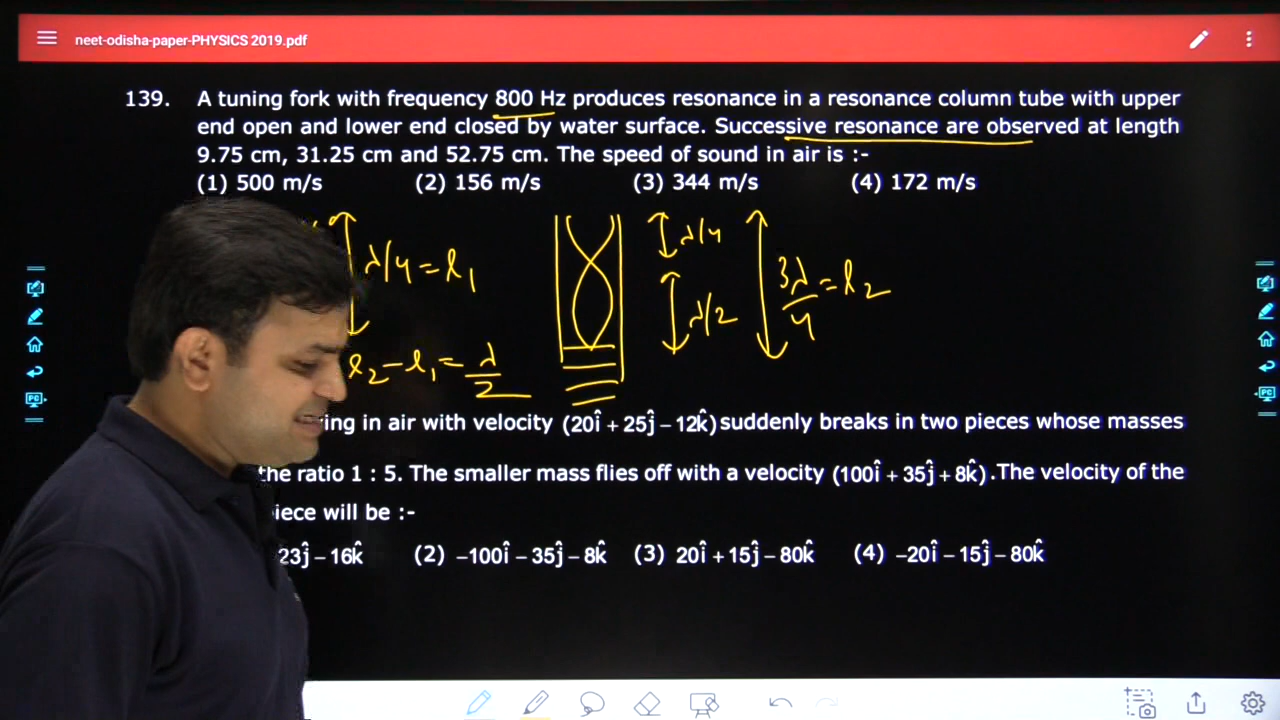 neet-odisha-paper-PHYSICS 2019.pdf
139. A tuning fork with frequency 800 Hz produces resonance in a resonance column tube with upper
end open and lower end closed by water surface. Successive resonance are observed at length
9.75 cm, 31.25 cm and 52.75 cm. The speed of sound in air is :-
(1) 500 m/s (2) 156 m/s (3) 344 m/s (4) 172 m/s
λ/4 = l₁
λ/4
λ/2
3λ/4 = l₂
l₂ - l₁ = λ/2
in air with velocity (20î + 25ĵ − 12k̂) suddenly breaks in two pieces whose masses
the ratio 1 : 5. The smaller mass flies off with a velocity (100î + 35ĵ + 8k̂). The velocity of the
will be :-
23ĵ − 16k̂ (2) −100î − 35ĵ − 8k̂ (3) 20î + 15ĵ − 80k̂ (4) −20î − 15ĵ − 80k̂